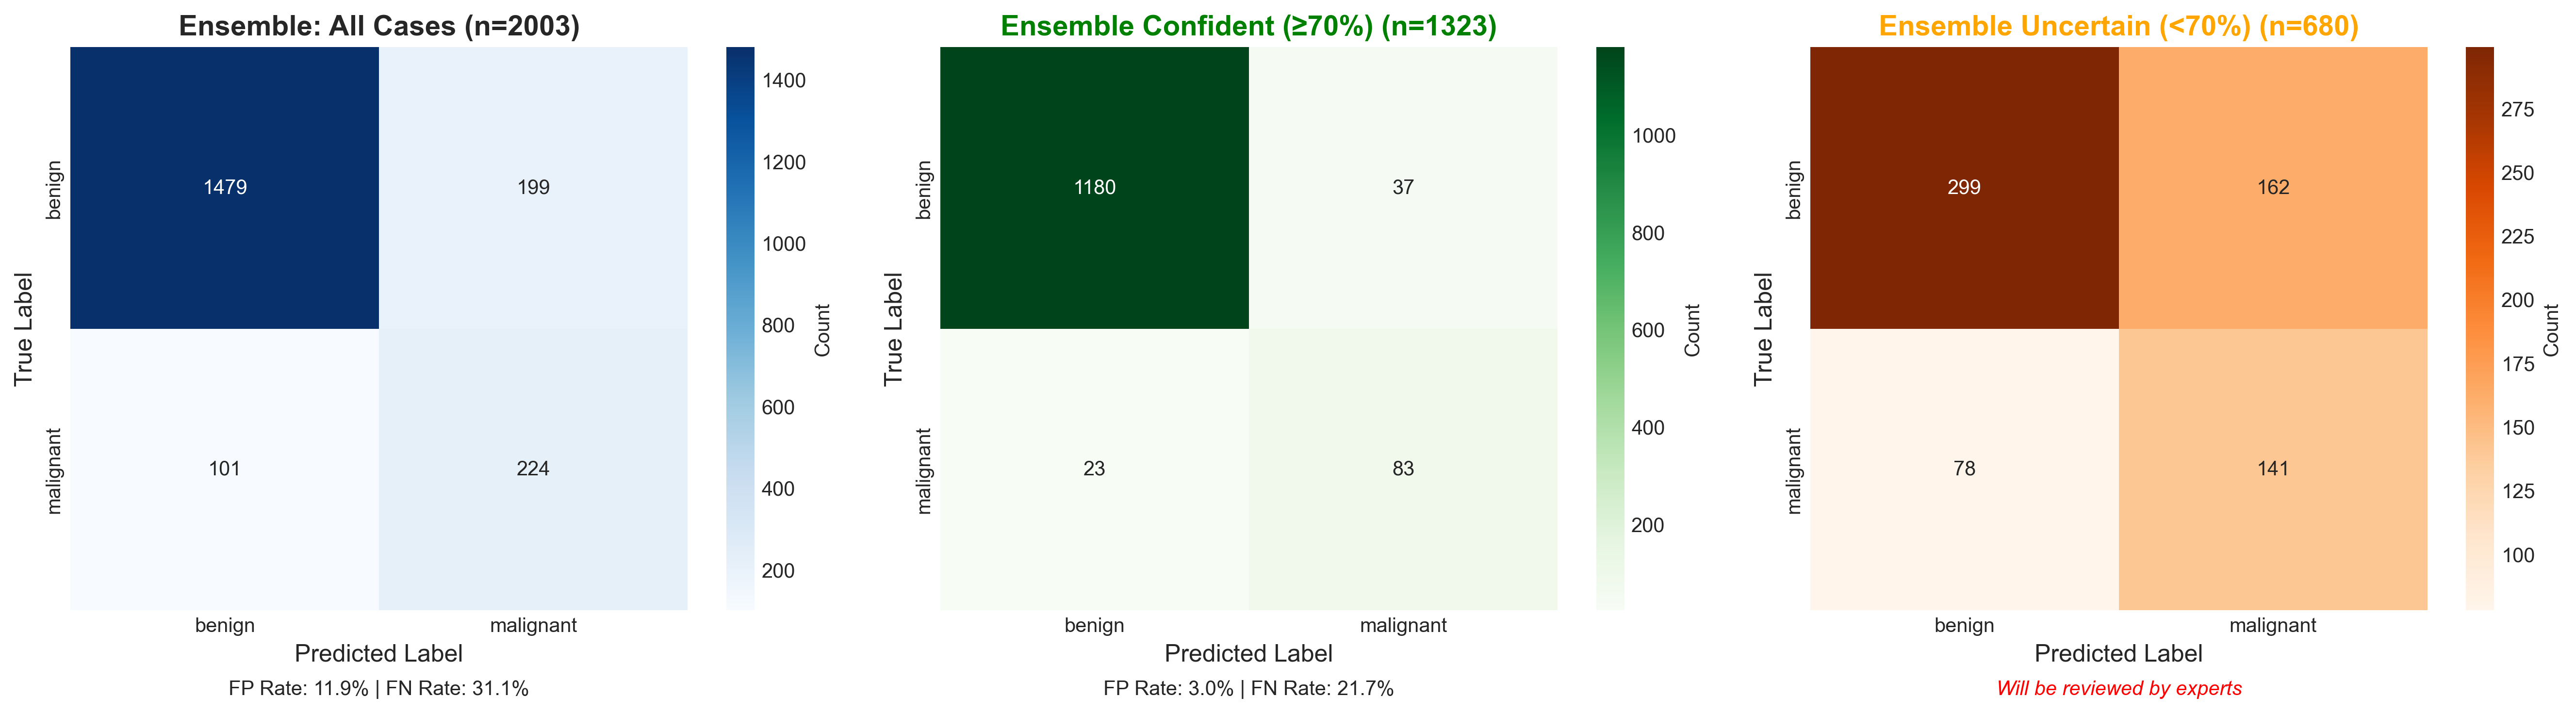 Ensemble: All Cases (n=2003)
True Label
benign
malignant
1479
199
101
224
benign
malignant
Predicted Label
FP Rate: 11.9% | FN Rate: 31.1%
1400
1200
1000
800
600
400
200
Count
Ensemble Confident (≥70%) (n=1323)
True Label
benign
malignant
1180
37
23
83
benign
malignant
Predicted Label
FP Rate: 3.0% | FN Rate: 21.7%
1000
800
600
400
200
Count
Ensemble Uncertain (<70%) (n=680)
True Label
benign
malignant
299
162
78
141
benign
malignant
Predicted Label
Will be reviewed by experts
275
250
225
200
175
150
125
100
Count